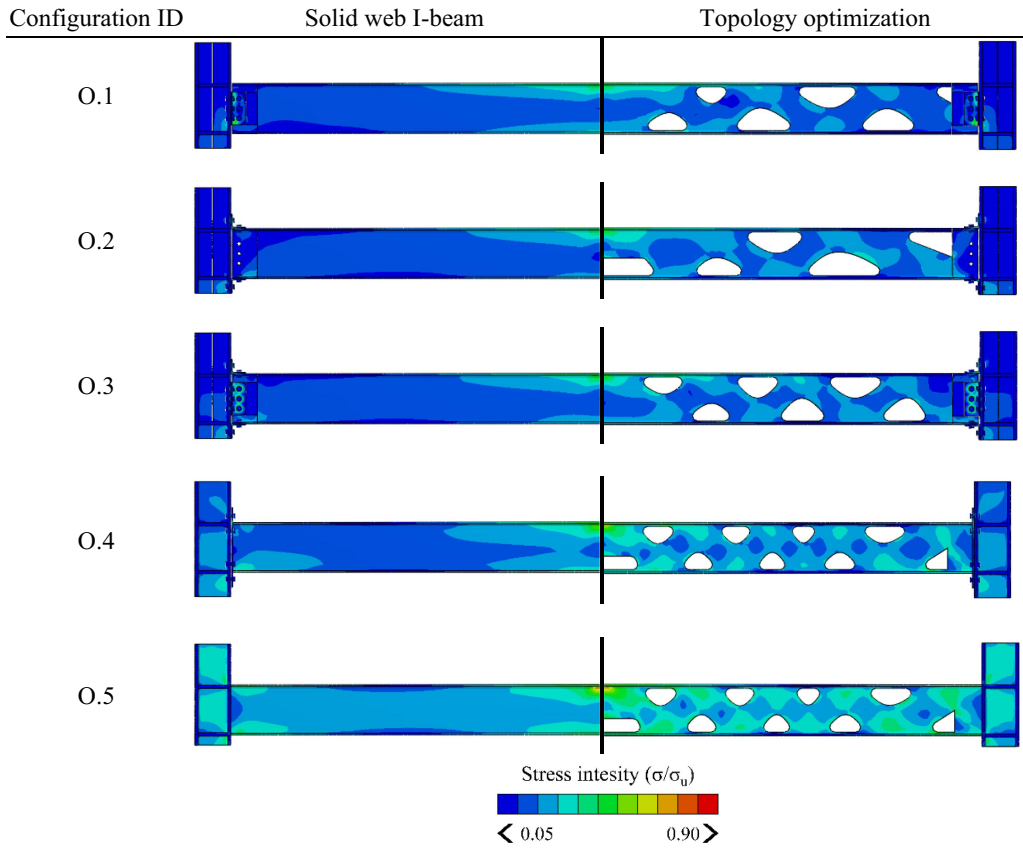 Configuration ID Solid web I-beam Topology optimization
O.1
O.2
O.3
O.4
O.5
Stress intesity (σ/σu)
< 0.05 0.90 >